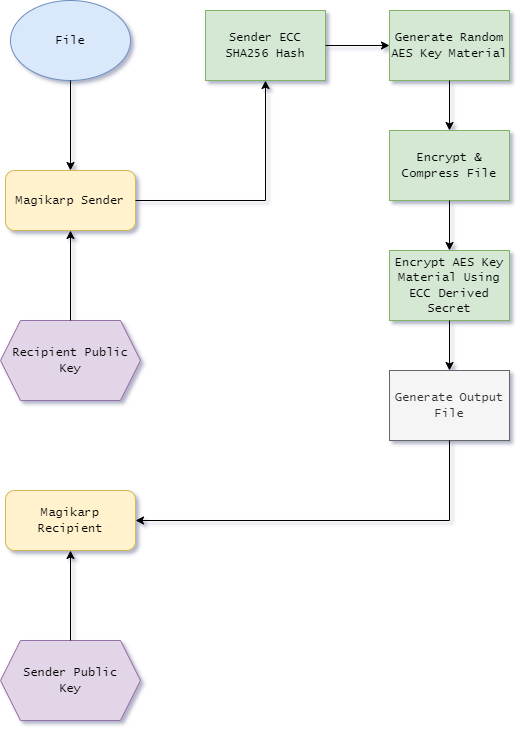 File
Sender ECC
SHA256 Hash
Generate Random
AES Key Material
Magikarp Sender
Encrypt &
Compress File
Encrypt AES Key
Material Using
ECC Derived
Secret
Recipient Public
Key
Generate Output
File
Magikarp
Recipient
Sender Public
Key